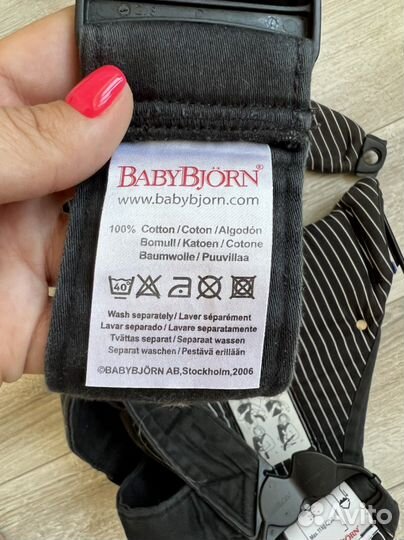 BABYBJÖRN®
www.babybjorn.com
100% Cotton / Coton / Algodón
Bomull / Katoen / Cotone
Baumwolle / Puuvillaa
40°
Wash separately / Laver séparément
Lavar separado / Lavare separatamente
Tvättas separat / Separaat wassen
Separat waschen / Pestävä erillään
©BABYBJÖRN AB, Stockholm, 2006
BJÖRN
Avito